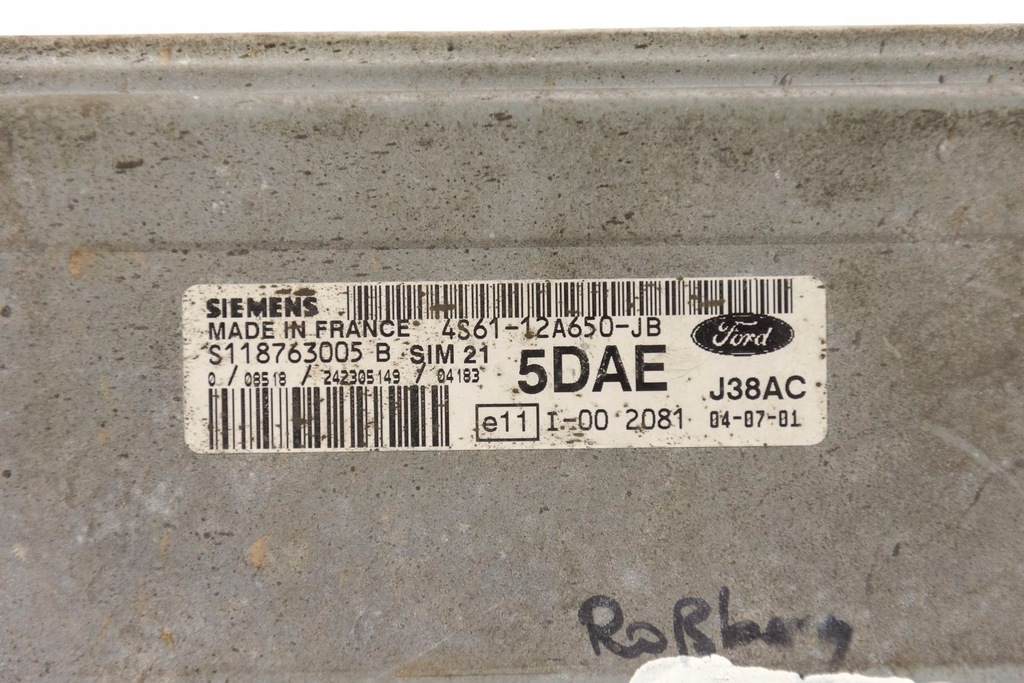 SIEMENS
MADE IN FRANCE 4S61-12A650-JB
Ford
S118763005 B SIM 21
5DAE
0 / 08518 / 242305149 / 04183
J38AC
e11 I-00 2081 04-07-01
Roßberg